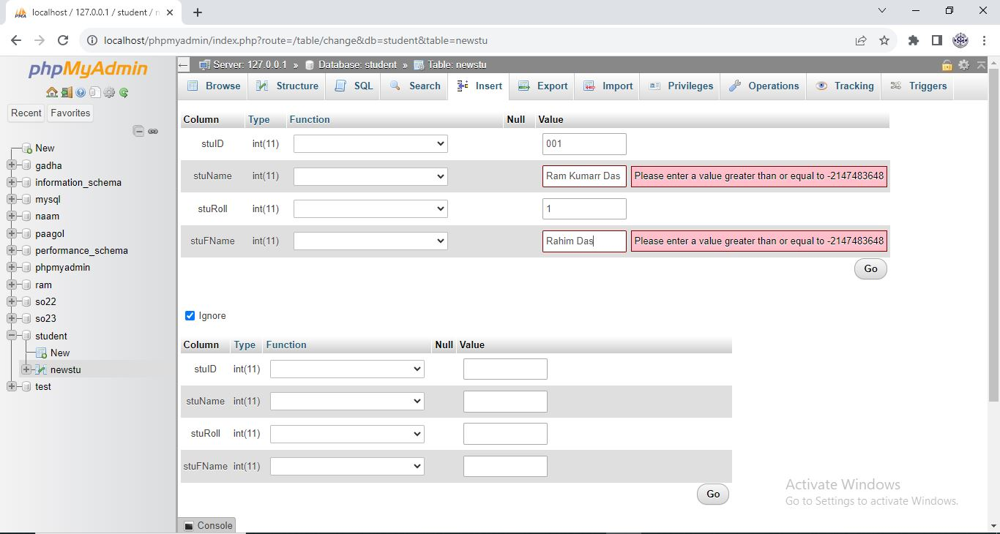 localhost / 127.0.0.1 / student / n
localhost/phpmyadmin/index.php?route=/table/change&db=student&table=newstu
phpMyAdmin
Recent Favorites
New
gadha
information_schema
mysql
naam
paagol
performance_schema
phpmyadmin
ram
so22
so23
student
New
newstu
test
Server: 127.0.0.1 » Database: student » Table: newstu
Browse Structure SQL Search Insert Export Import Privileges Operations Tracking Triggers
Column Type Function Null Value
stuID int(11) 001
stuName int(11) Ram Kumarr Das Please enter a value greater than or equal to -2147483648
stuRoll int(11) 1
stuFName int(11) Rahim Das Please enter a value greater than or equal to -2147483648
Go
Ignore
Column Type Function Null Value
stuID int(11)
stuName int(11)
stuRoll int(11)
stuFName int(11)
Go
Console
Activate Windows
Go to Settings to activate Windows.